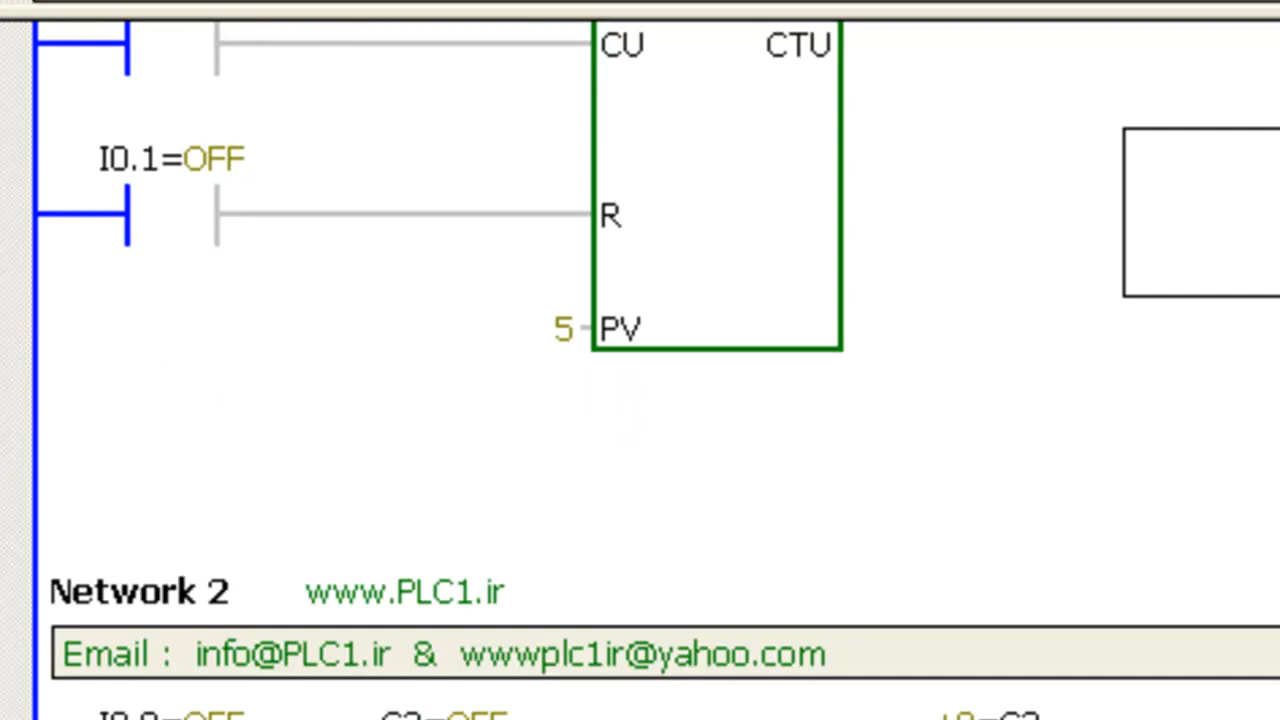 CU CTU
I0.1=OFF
R
5 PV
Network 2 www.PLC1.ir
Email : info@PLC1.ir & wwwplc1ir@yahoo.com